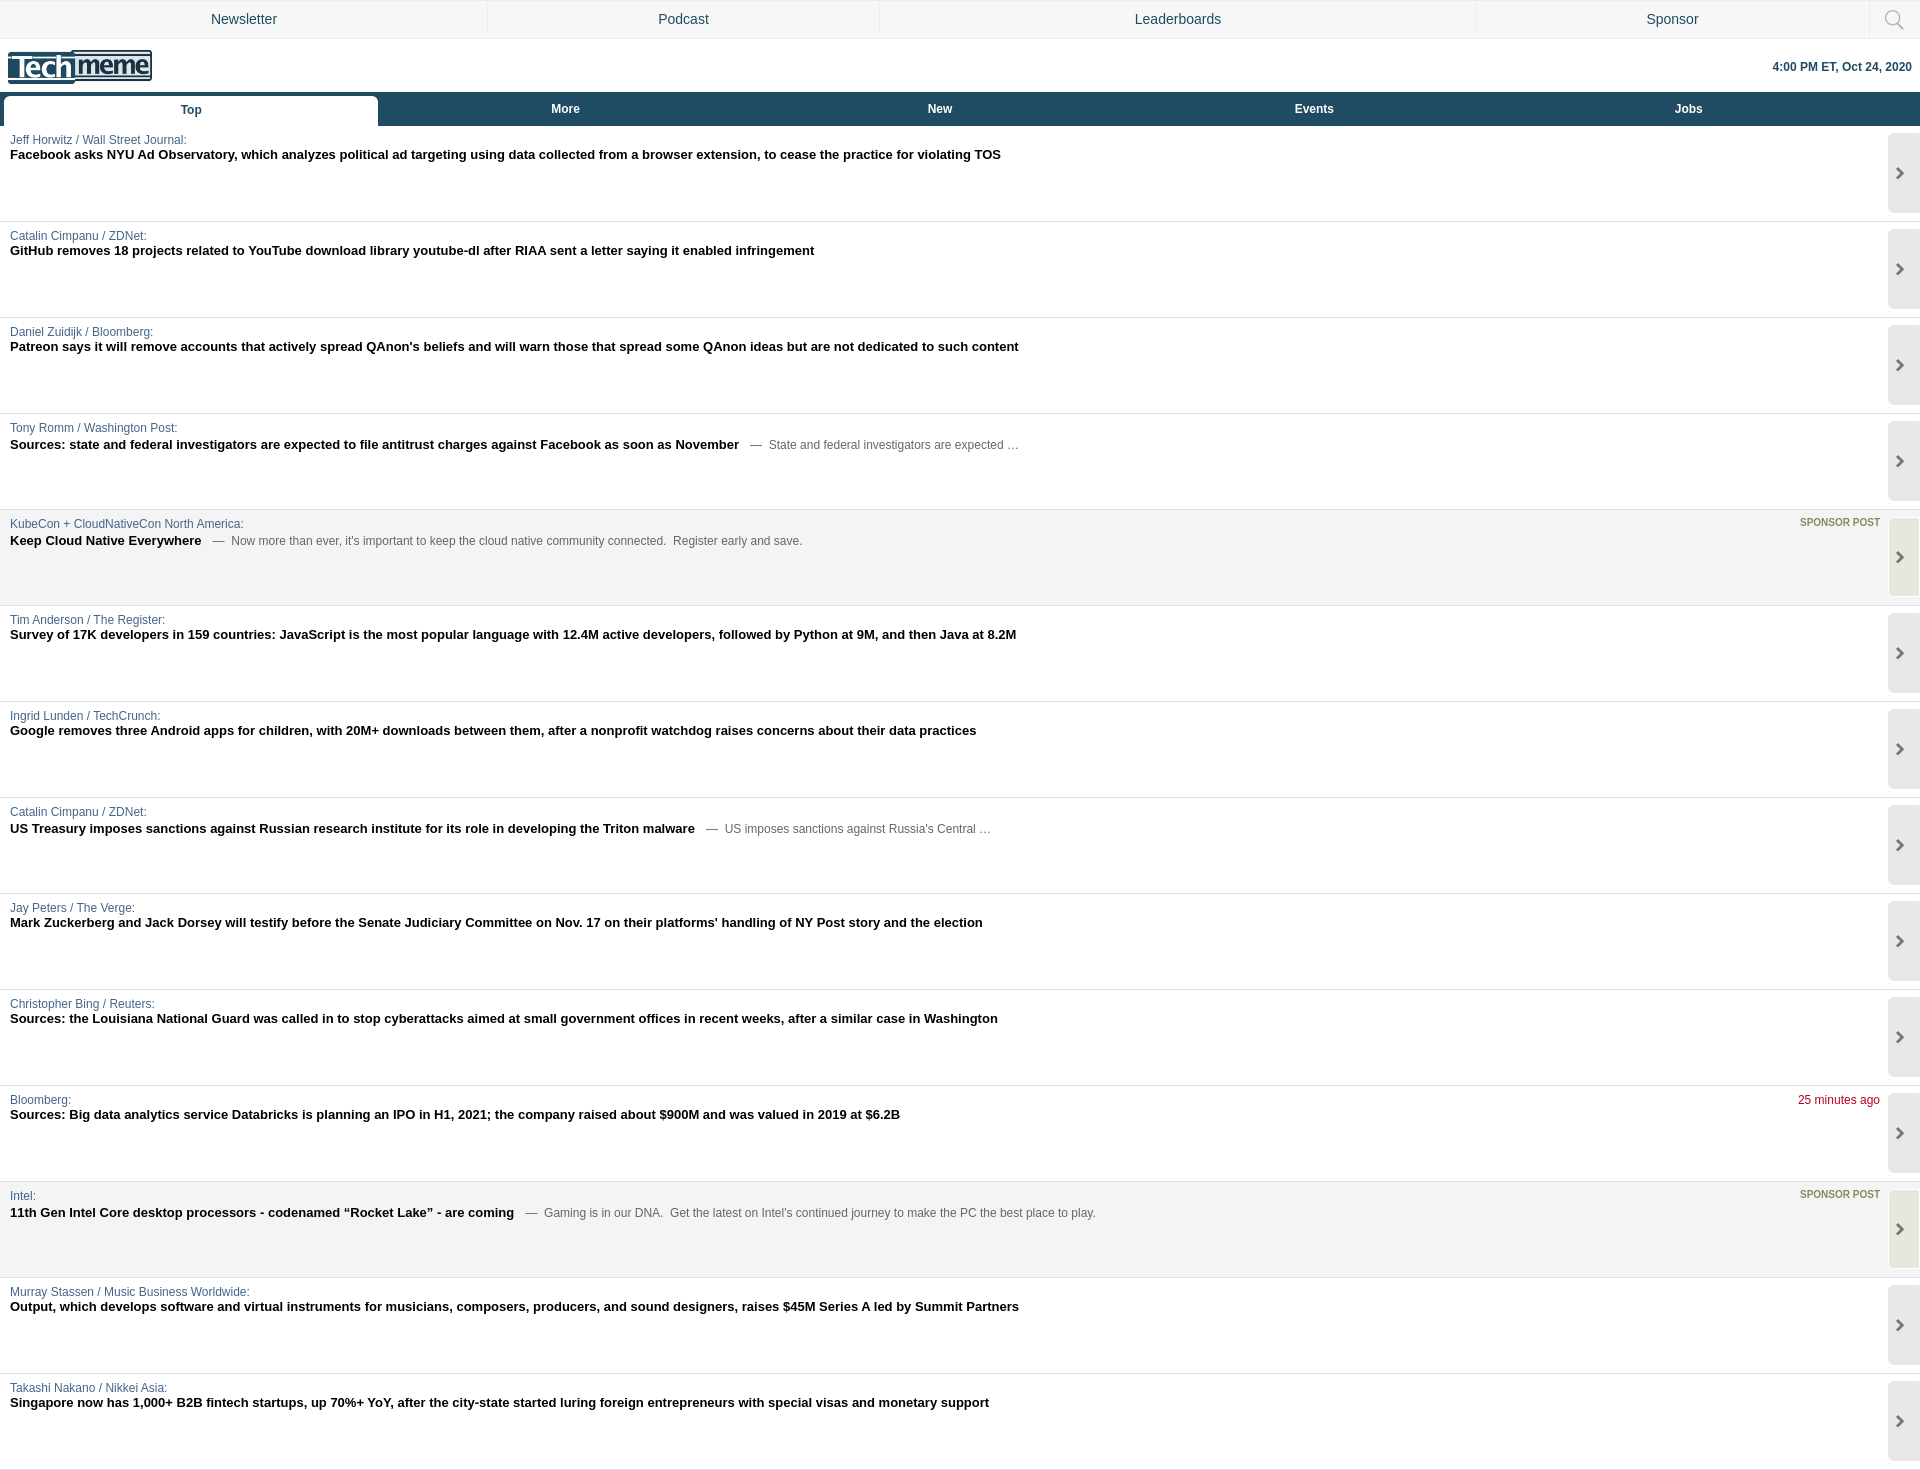 Newsletter
Podcast
Leaderboards
Sponsor
Techmeme
4:00 PM ET, Oct 24, 2020
Top
More
New
Events
Jobs
Jeff Horwitz / Wall Street Journal:
Facebook asks NYU Ad Observatory, which analyzes political ad targeting using data collected from a browser extension, to cease the practice for violating TOS
Catalin Cimpanu / ZDNet:
GitHub removes 18 projects related to YouTube download library youtube-dl after RIAA sent a letter saying it enabled infringement
Daniel Zuidijk / Bloomberg:
Patreon says it will remove accounts that actively spread QAnon's beliefs and will warn those that spread some QAnon ideas but are not dedicated to such content
Tony Romm / Washington Post:
Sources: state and federal investigators are expected to file antitrust charges against Facebook as soon as November — State and federal investigators are expected …
KubeCon + CloudNativeCon North America:
SPONSOR POST
Keep Cloud Native Everywhere — Now more than ever, it's important to keep the cloud native community connected. Register early and save.
Tim Anderson / The Register:
Survey of 17K developers in 159 countries: JavaScript is the most popular language with 12.4M active developers, followed by Python at 9M, and then Java at 8.2M
Ingrid Lunden / TechCrunch:
Google removes three Android apps for children, with 20M+ downloads between them, after a nonprofit watchdog raises concerns about their data practices
Catalin Cimpanu / ZDNet:
US Treasury imposes sanctions against Russian research institute for its role in developing the Triton malware — US imposes sanctions against Russia's Central …
Jay Peters / The Verge:
Mark Zuckerberg and Jack Dorsey will testify before the Senate Judiciary Committee on Nov. 17 on their platforms' handling of NY Post story and the election
Christopher Bing / Reuters:
Sources: the Louisiana National Guard was called in to stop cyberattacks aimed at small government offices in recent weeks, after a similar case in Washington
Bloomberg:
25 minutes ago
Sources: Big data analytics service Databricks is planning an IPO in H1, 2021; the company raised about $900M and was valued in 2019 at $6.2B
Intel:
SPONSOR POST
11th Gen Intel Core desktop processors - codenamed “Rocket Lake” - are coming — Gaming is in our DNA. Get the latest on Intel's continued journey to make the PC the best place to play.
Murray Stassen / Music Business Worldwide:
Output, which develops software and virtual instruments for musicians, composers, producers, and sound designers, raises $45M Series A led by Summit Partners
Takashi Nakano / Nikkei Asia:
Singapore now has 1,000+ B2B fintech startups, up 70%+ YoY, after the city-state started luring foreign entrepreneurs with special visas and monetary support